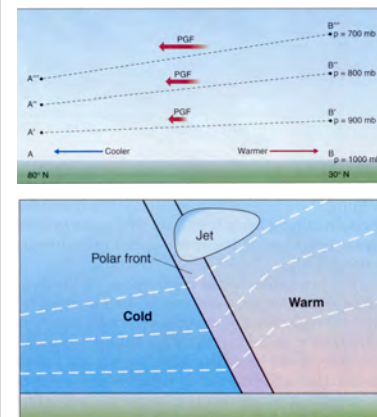 PGF
B'''' p = 700 mb
A''''
PGF
B'' p = 800 mb
A''
PGF
B' p = 900 mb
A'
A Cooler Warmer B p = 1000 mb
80° N 30° N
Jet
Polar front
Cold Warm